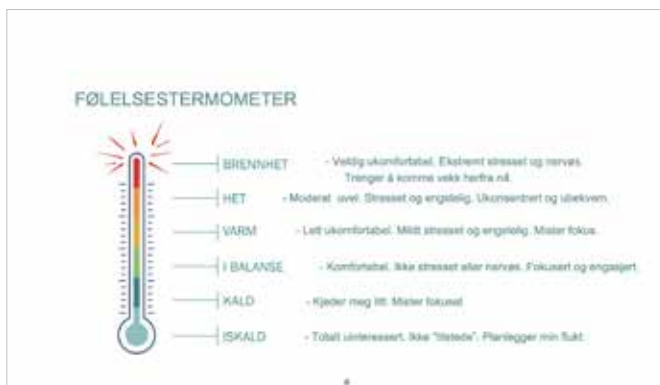 FØLELSESTERMOMETER
BRENNHET - Veldig ukomfortabel. Ekstremt stresset og nervøs.
Trenger å komme vekk herfra nå.
HET - Moderat uvel. Stresset og engstelig. Ukonsentrert og ubekvem.
VARM - Lett ukomfortabel. Mildt stresset og engstelig. Mister fokus.
I BALANSE - Komfortabel. Ikke stresset eller nervøs. Fokusert og engasjert.
KALD - Kjeder meg litt. Mister fokuset
ISKALD - Totalt uinteressert. Ikke "tilstede". Planlegger min flukt.